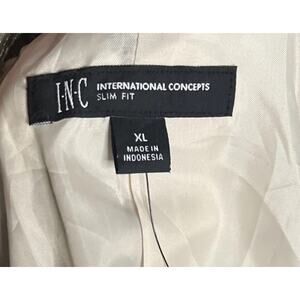 I·N·C INTERNATIONAL CONCEPTS
SLIM FIT
XL
MADE IN
INDONESIA